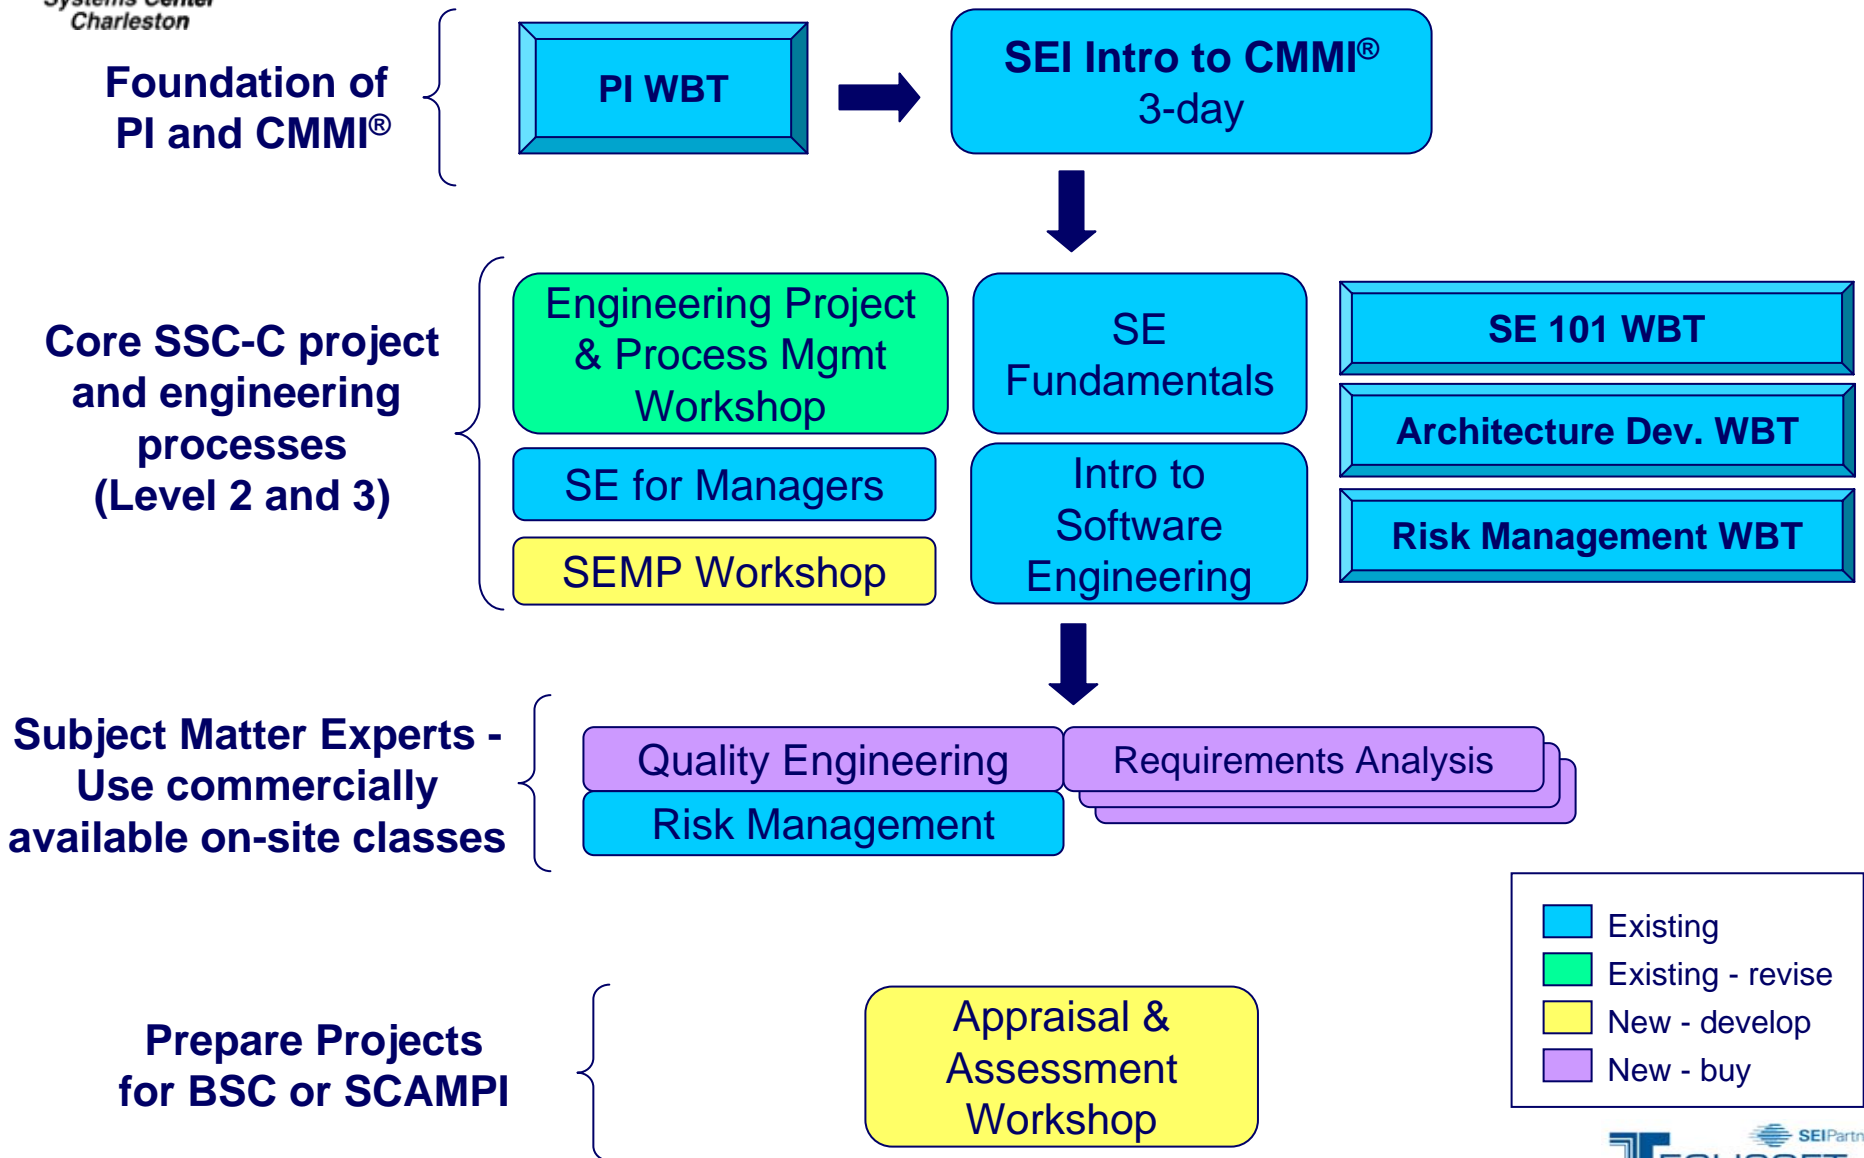 Systems Center
Charleston
Foundation of
PI and CMMI®
PI WBT
SEI Intro to CMMI®
3-day
Core SSC-C project
and engineering
processes
(Level 2 and 3)
Engineering Project
& Process Mgmt
Workshop
SE for Managers
SEMP Workshop
SE
Fundamentals
Intro to
Software
Engineering
SE 101 WBT
Architecture Dev. WBT
Risk Management WBT
Subject Matter Experts -
Use commercially
available on-site classes
Quality Engineering
Requirements Analysis
Risk Management
Prepare Projects
for BSC or SCAMPI
Appraisal &
Assessment
Workshop
Existing
Existing - revise
New - develop
New - buy
SEI Partn